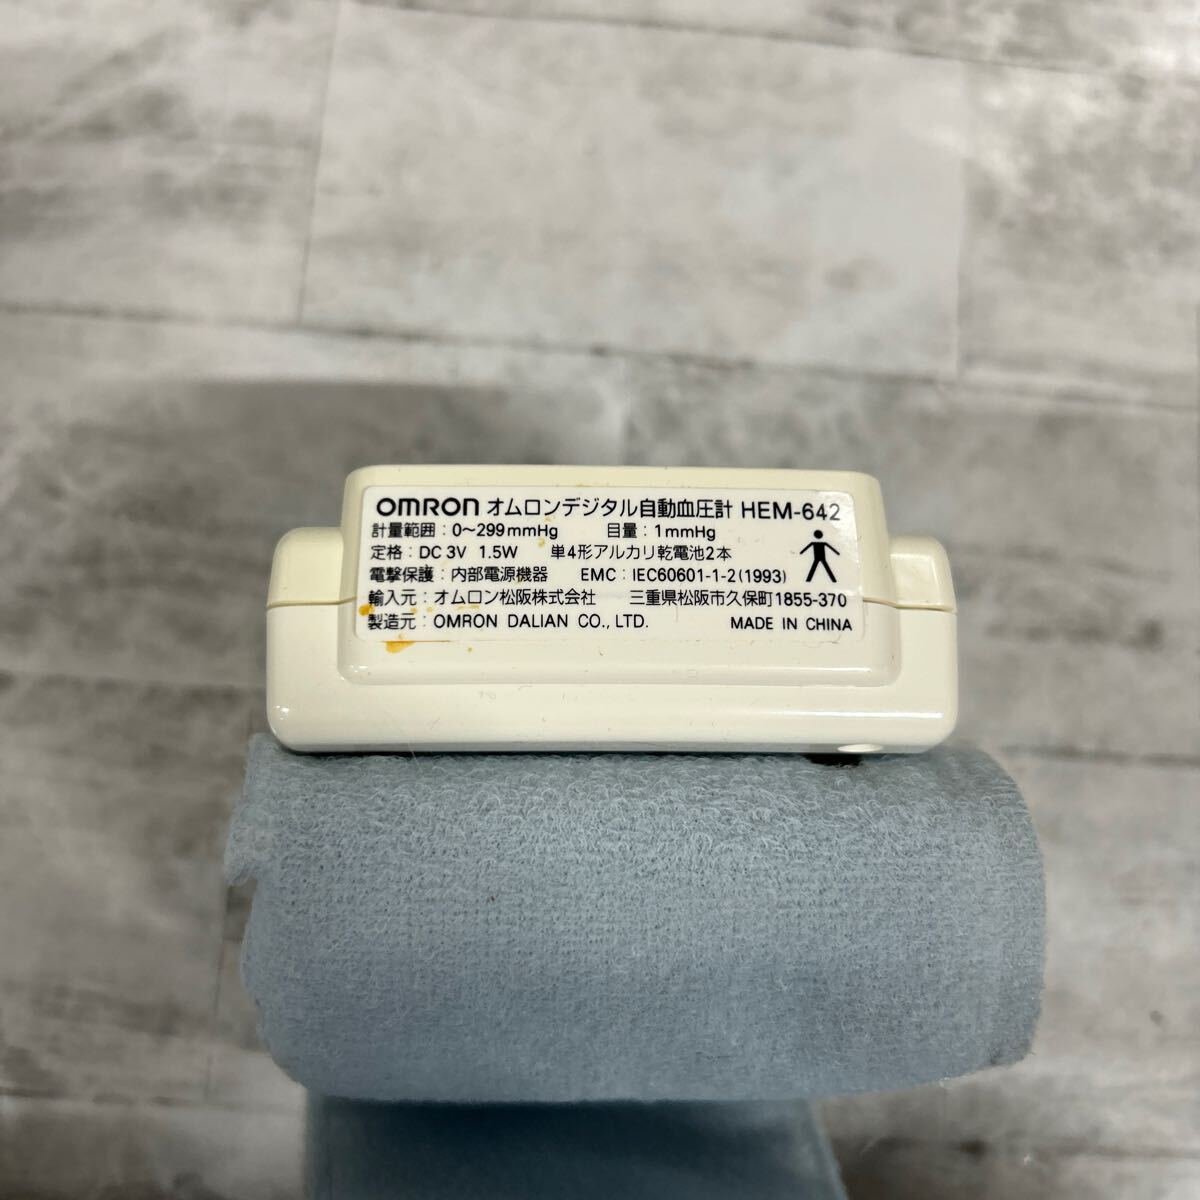 OMRON オムロンデジタル自動血圧計 HEM-642
計量範囲：0～299mmHg 目量：1mmHg
定格：DC 3V 1.5W 単4形アルカリ乾電池2本
電撃保護：内部電源機器 EMC：IEC60601-1-2(1993)
輸入元：オムロン松阪株式会社 三重県松阪市久保町1855-370
製造元：OMRON DALIAN CO., LTD. MADE IN CHINA